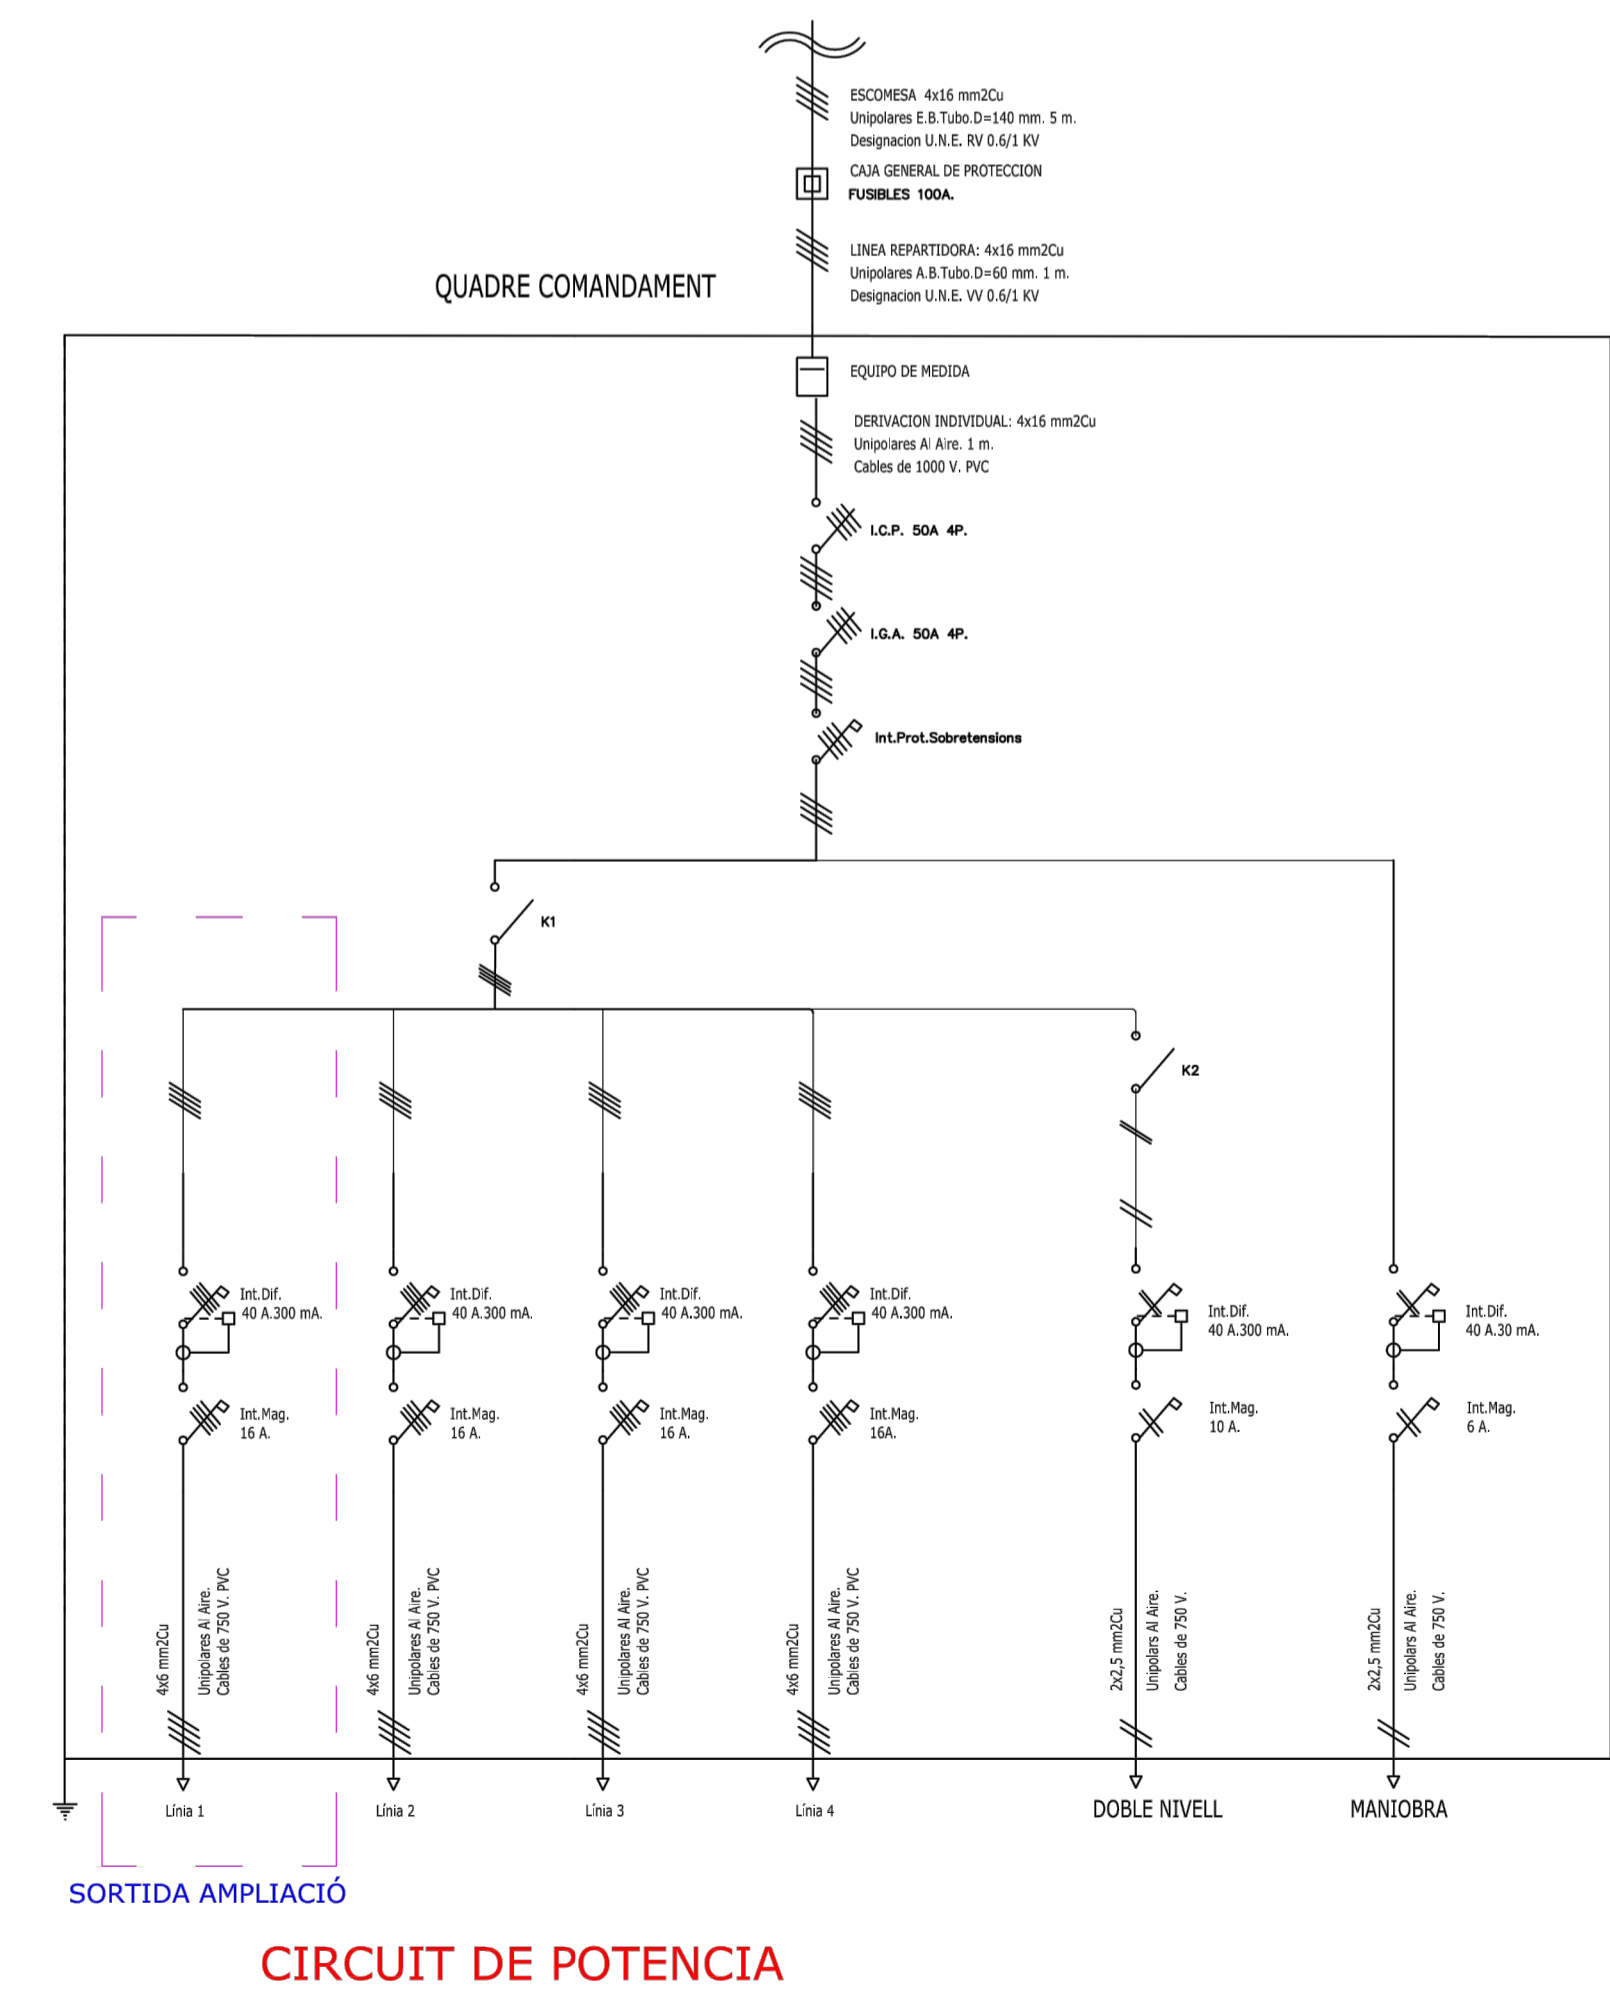 ESCOMESA 4x16 mm2Cu
Unipolares E.B.Tubo.D=140 mm. 5 m.
Designacion U.N.E. RV 0.6/1 KV
CAJA GENERAL DE PROTECCION
FUSIBLES 100A.
LINEA REPARTIDORA: 4x16 mm2Cu
Unipolares A.B.Tubo.D=60 mm. 1 m.
Designacion U.N.E. VV 0.6/1 KV
QUADRE COMANDAMENT
EQUIPO DE MEDIDA
DERIVACION INDIVIDUAL: 4x16 mm2Cu
Unipolares Al Aire. 1 m.
Cables de 1000 V. PVC
I.C.P. 50A 4P.
I.G.A. 50A 4P.
Int.Prot.Sobretensions
K1
K2
Int.Dif.
40 A.300 mA.
Int.Dif.
40 A.300 mA.
Int.Dif.
40 A.300 mA.
Int.Dif.
40 A.300 mA.
Int.Dif.
40 A.300 mA.
Int.Dif.
40 A.30 mA.
Int.Mag.
16 A.
Int.Mag.
16 A.
Int.Mag.
16 A.
Int.Mag.
16A.
Int.Mag.
10 A.
Int.Mag.
6 A.
4x6 mm2Cu
Unipolares Al Aire.
Cables de 750 V. PVC
4x6 mm2Cu
Unipolares Al Aire.
Cables de 750 V. PVC
4x6 mm2Cu
Unipolares Al Aire.
Cables de 750 V. PVC
4x6 mm2Cu
Unipolares Al Aire.
Cables de 750 V. PVC
2x2,5 mm2Cu
Unipolars Al Aire.
Cables de 750 V.
2x2,5 mm2Cu
Unipolars Al Aire.
Cables de 750 V.
Línia 1
Línia 2
Línia 3
Línia 4
DOBLE NIVELL
MANIOBRA
SORTIDA AMPLIACIÓ
CIRCUIT DE POTENCIA